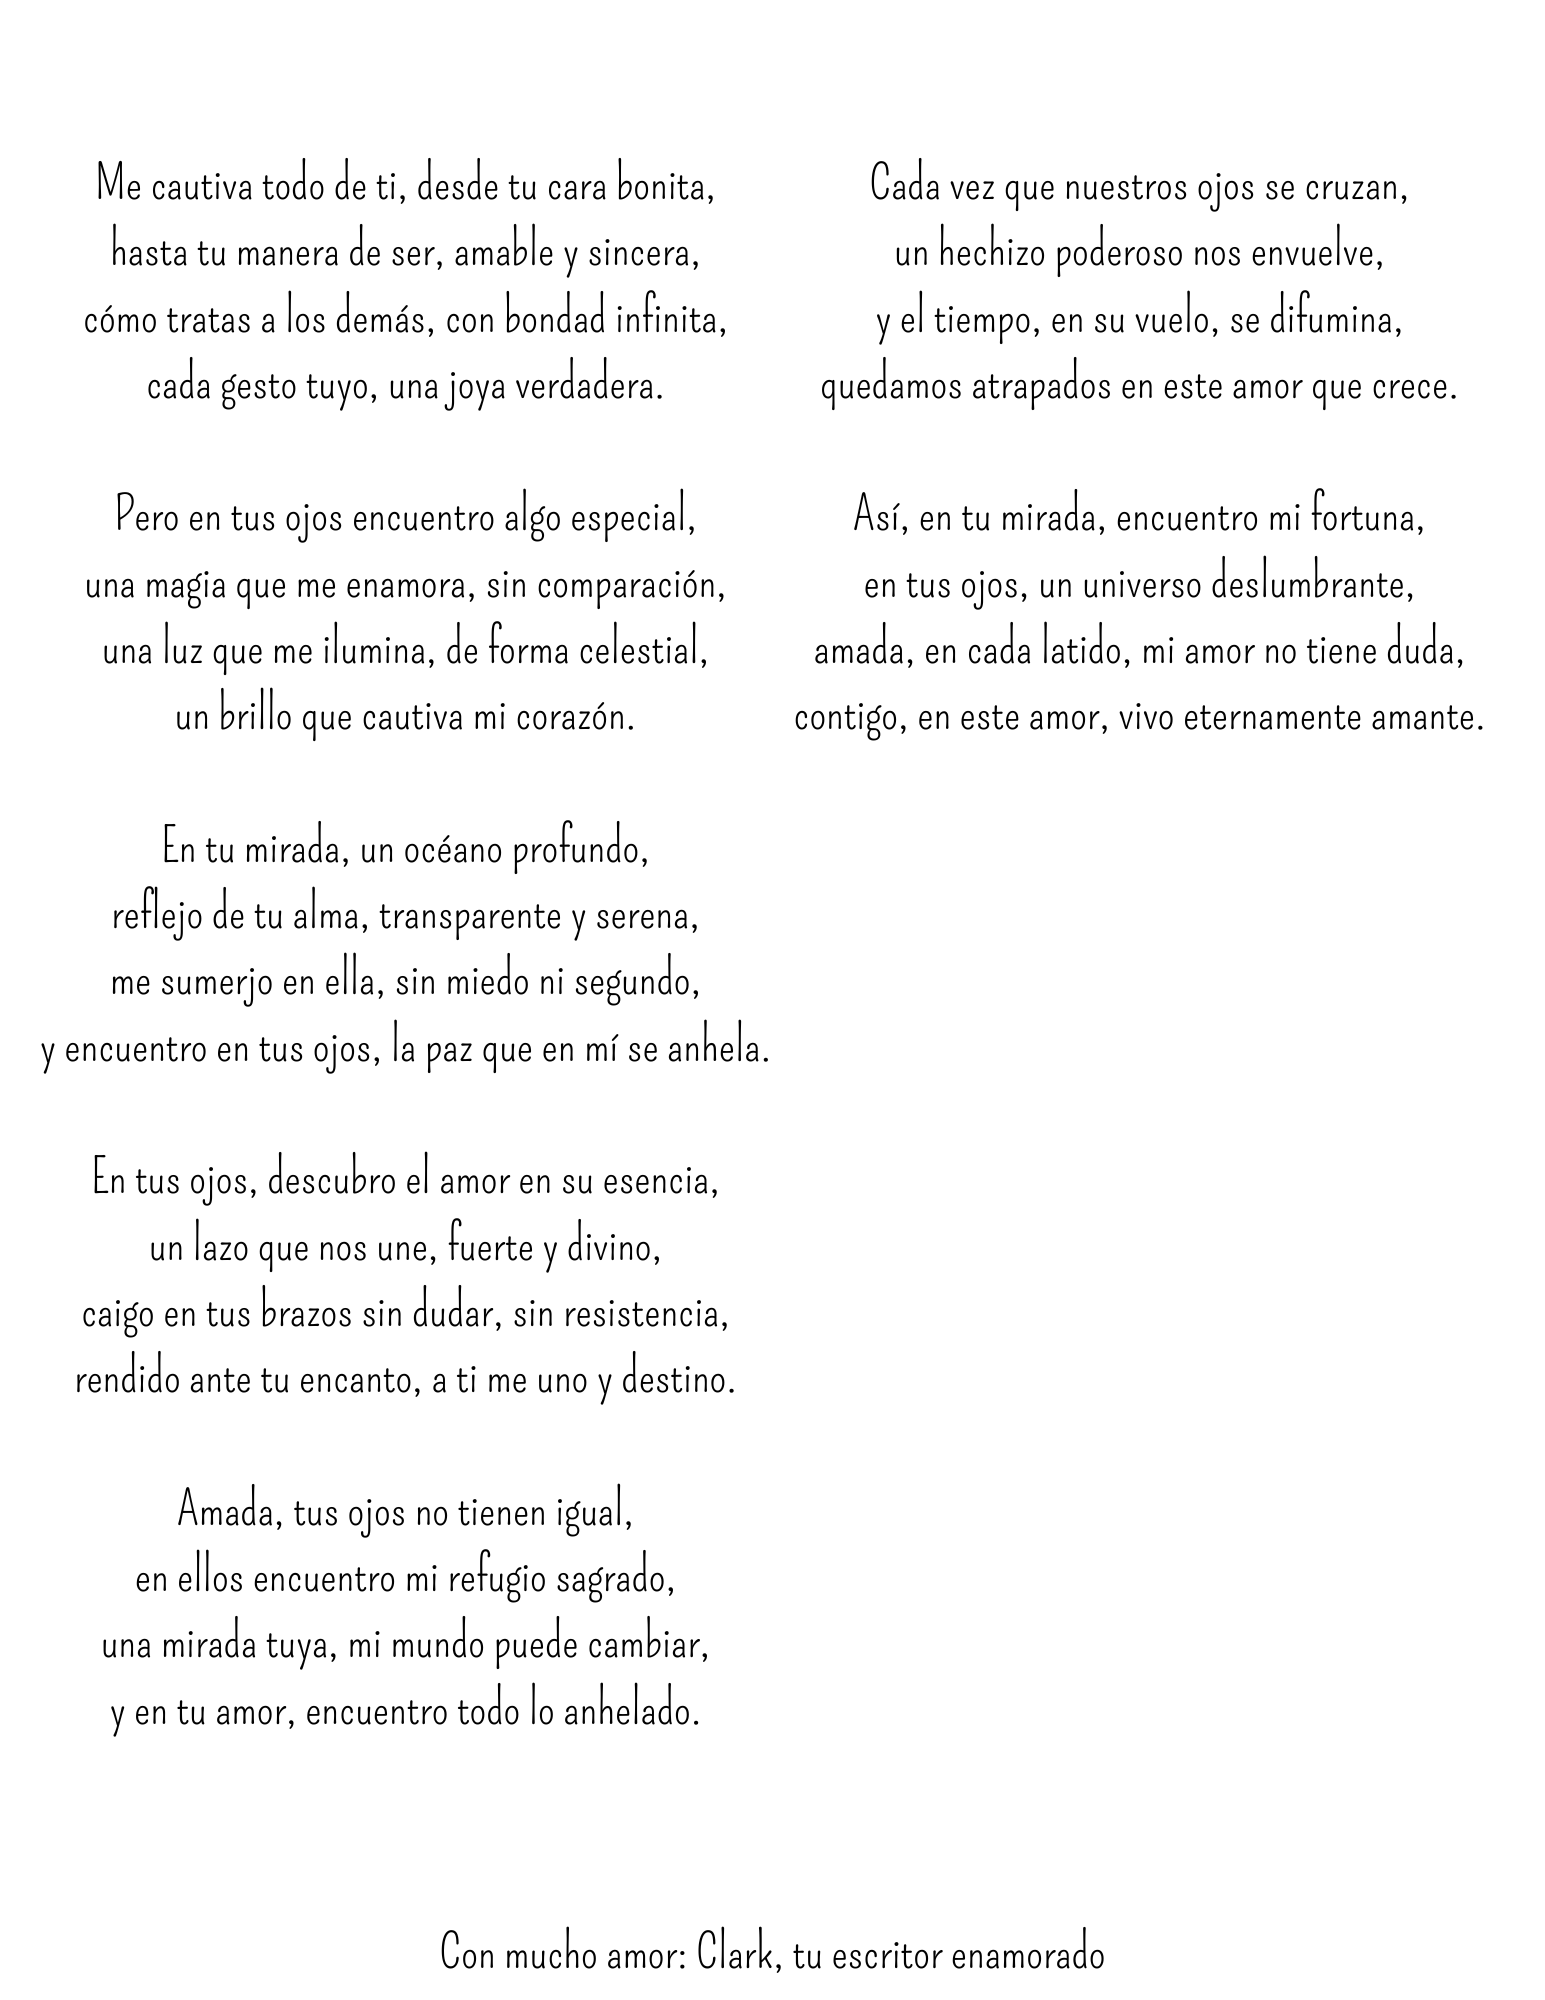 Me cautiva todo de ti, desde tu cara bonita,
hasta tu manera de ser, amable y sincera,
cómo tratas a los demás, con bondad infinita,
cada gesto tuyo, una joya verdadera.
Pero en tus ojos encuentro algo especial,
una magia que me enamora, sin comparación,
una luz que me ilumina, de forma celestial,
un brillo que cautiva mi corazón.
En tu mirada, un océano profundo,
reflejo de tu alma, transparente y serena,
me sumerjo en ella, sin miedo ni segundo,
y encuentro en tus ojos, la paz que en mí se anhela.
En tus ojos, descubro el amor en su esencia,
un lazo que nos une, fuerte y divino,
caigo en tus brazos sin dudar, sin resistencia,
rendido ante tu encanto, a ti me uno y destino.
Amada, tus ojos no tienen igual,
en ellos encuentro mi refugio sagrado,
una mirada tuya, mi mundo puede cambiar,
y en tu amor, encuentro todo lo anhelado.
Cada vez que nuestros ojos se cruzan,
un hechizo poderoso nos envuelve,
y el tiempo, en su vuelo, se difumina,
quedamos atrapados en este amor que crece.
Así, en tu mirada, encuentro mi fortuna,
en tus ojos, un universo deslumbrante,
amada, en cada latido, mi amor no tiene duda,
contigo, en este amor, vivo eternamente amante.
Con mucho amor: Clark, tu escritor enamorado